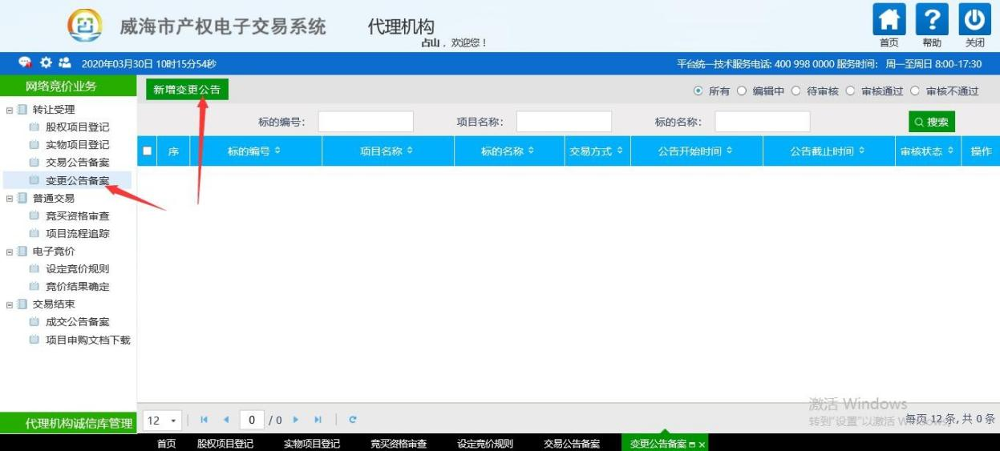 威海市产权电子交易系统
代理机构
占山，欢迎您！
首页 帮助 关闭
2020年03月30日 10时15分54秒
平台统一技术服务电话: 400 998 0000 服务时间： 周一至周日 8:00-17:30
网络竞价业务
新增变更公告
所有 编辑中 待审核 审核通过 审核不通过
转让受理
股权项目登记
实物项目登记
交易公告备案
变更公告备案
普通交易
竞买资格审查
项目流程追踪
电子竞价
设定竞价规则
竞价结果确定
交易结束
成交公告备案
项目申购文档下载
标的编号： 项目名称： 标的名称： 搜索
序 标的编号 项目名称 标的名称 交易方式 公告开始时间 公告截止时间 审核状态 操作
激活 Windows
转到"设置"以激活 Windows。
代理机构诚信库管理
12 0 / 0
每页 12 条, 共 0 条
首页 股权项目登记 实物项目登记 竞买资格审查 设定竞价规则 交易公告备案 变更公告备案